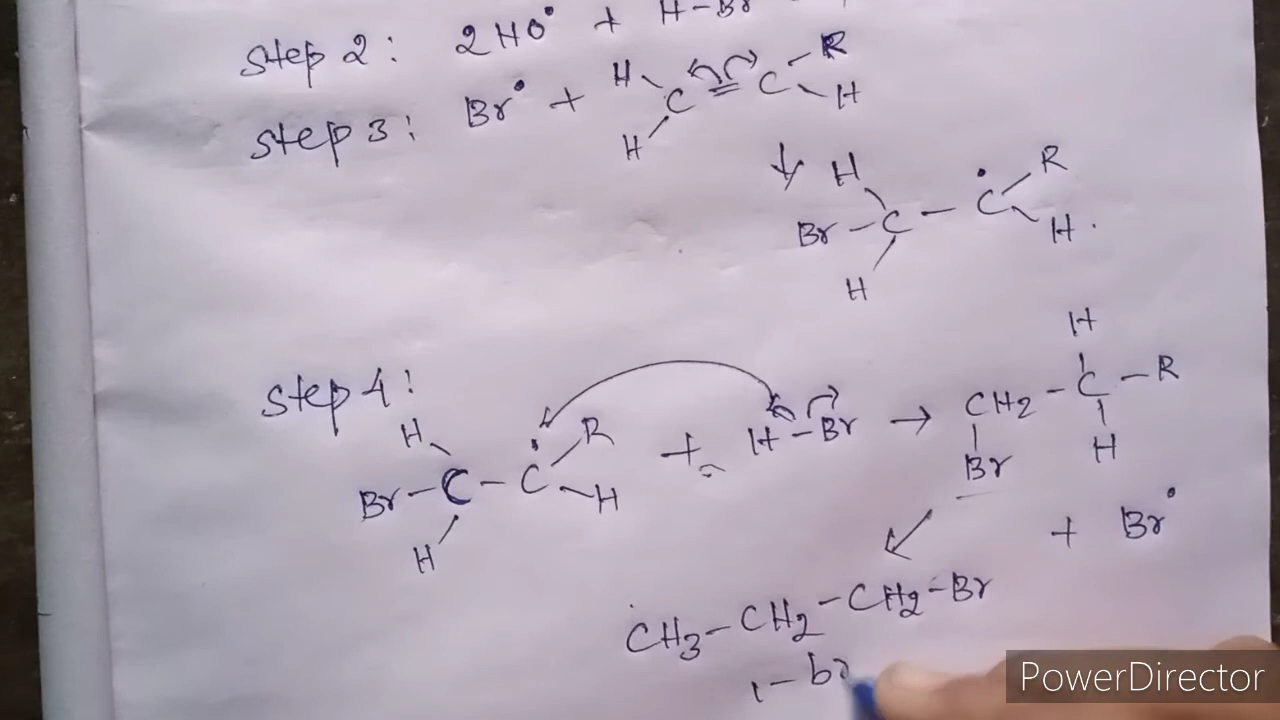 Step 2: 2HO• + H-Br
Step 3: Br• + H C = C R
H H
↓ H • R
Br - C - C
H H.
Step 4:
H • R + H - Br → CH2 - C - R
H
Br - C - C H
H Br H
+ Br•
CH3 - CH2 - CH2 - Br
1 - b
PowerDirector